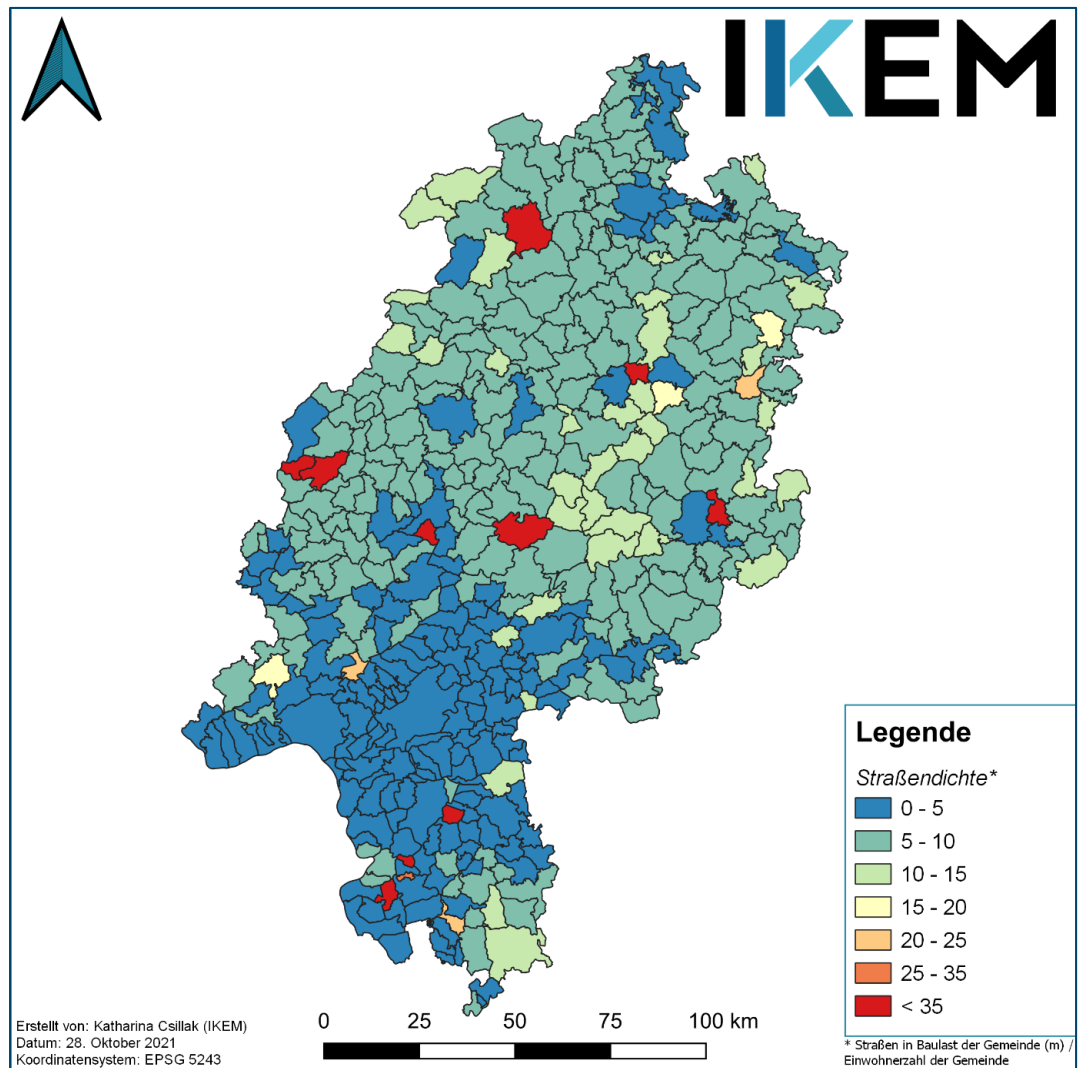 IKEM
Legende
Straßendichte*
0 - 5
5 - 10
10 - 15
15 - 20
20 - 25
25 - 35
< 35
* Straßen in Baulast der Gemeinde (m) /
Einwohnerzahl der Gemeinde
0 25 50 75 100 km
Erstellt von: Katharina Csillak (IKEM)
Datum: 28. Oktober 2021
Koordinatensystem: EPSG 5243